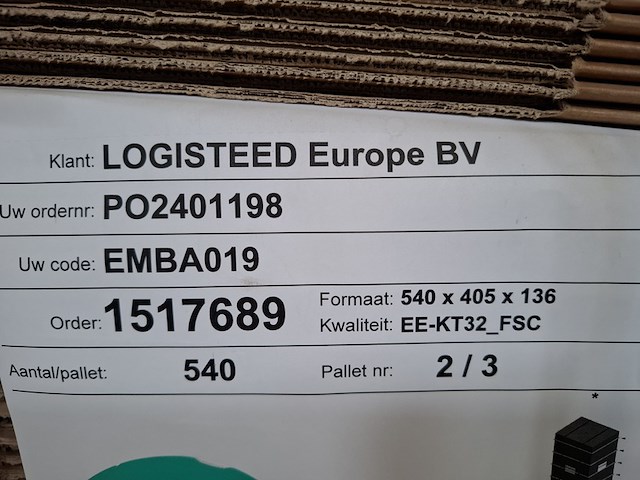 Klant: LOGISTEED Europe BV
Uw ordernr: PO2401198
Uw code: EMBA019
Order: 1517689
Formaat: 540 x 405 x 136
Kwaliteit: EE-KT32_FSC
Aantal/pallet: 540
Pallet nr: 2 / 3
*